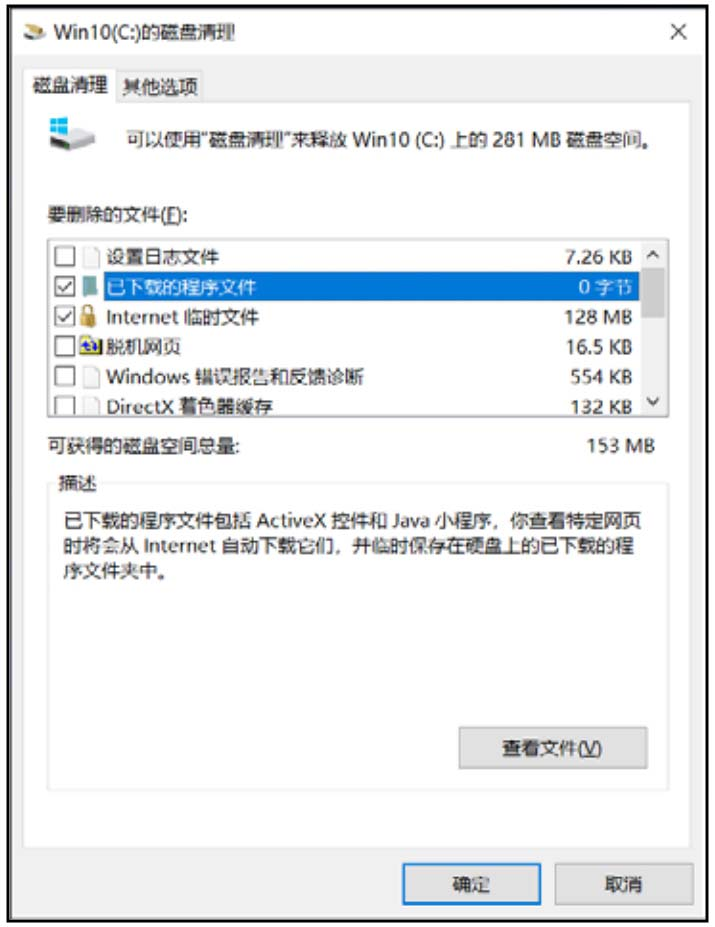 Win10(C:)的磁盘清理
磁盘清理 其他选项
可以使用“磁盘清理”来释放 Win10 (C:) 上的 281 MB 磁盘空间。
要删除的文件(F):
设置日志文件 7.26 KB
已下载的程序文件 0 字节
Internet 临时文件 128 MB
脱机网页 16.5 KB
Windows 错误报告和反馈诊断 554 KB
DirectX 着色器缓存 132 KB
可获得的磁盘空间总量: 153 MB
描述
已下载的程序文件包括 ActiveX 控件和 Java 小程序，你查看特定网页
时将会从 Internet 自动下载它们，并临时保存在硬盘上的已下载的程
序文件夹中。
查看文件(V)
确定 取消